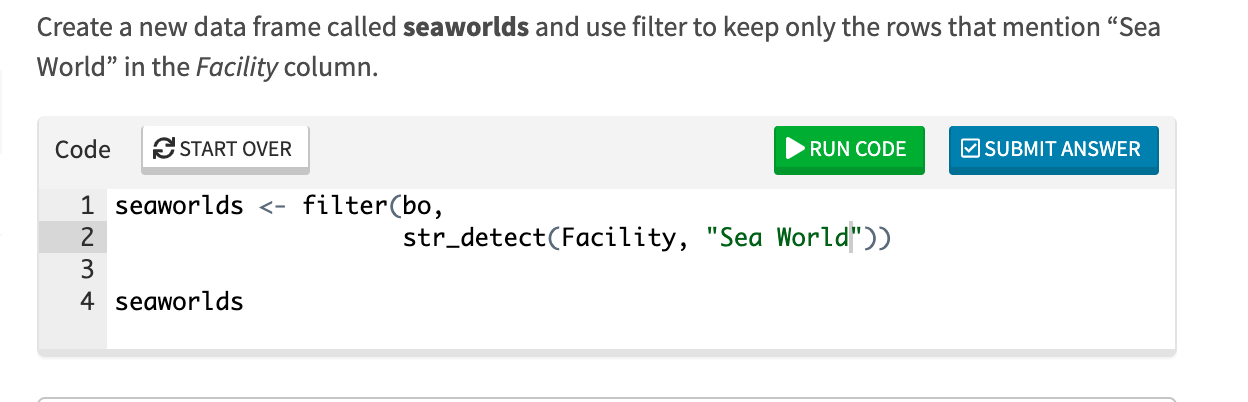 Create a new data frame called seaworlds and use filter to keep only the rows that mention “Sea
World” in the Facility column.
Code START OVER RUN CODE SUBMIT ANSWER
1 seaworlds <- filter(bo,
2 str_detect(Facility, "Sea World"))
3
4 seaworlds